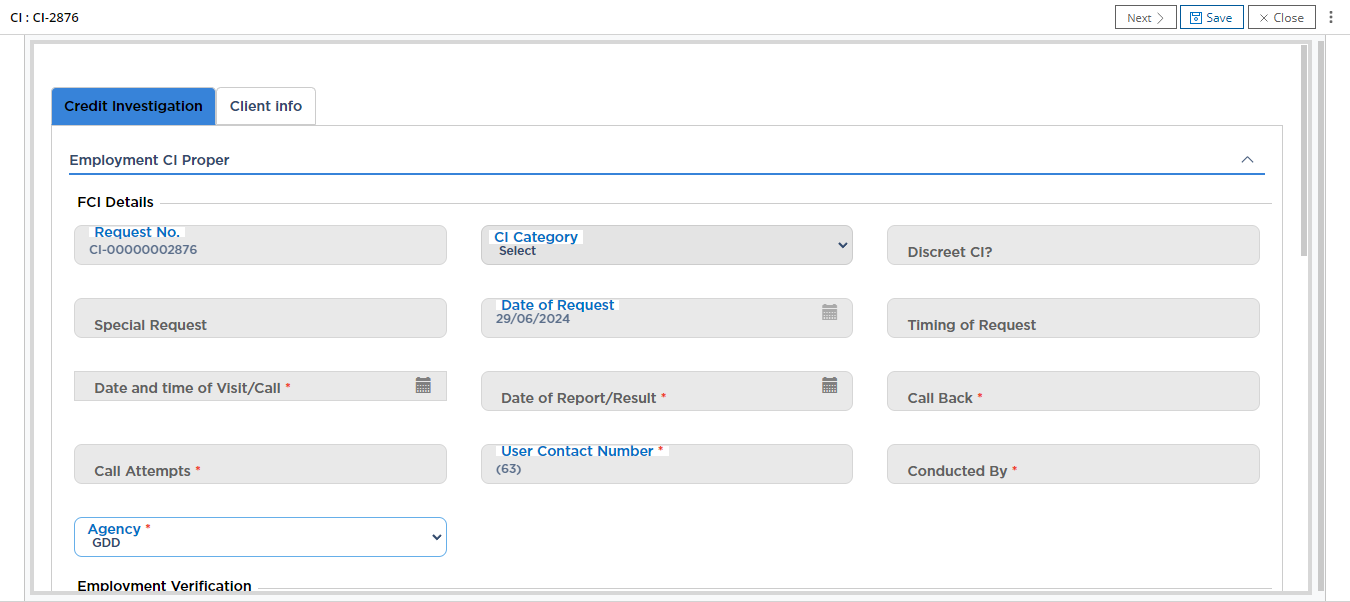 CI : CI-2876
Next
Save
Close
Credit Investigation
Client info
Employment CI Proper
FCI Details
Request No.
CI-00000002876
CI Category
Select
Discreet CI?
Special Request
Date of Request
29/06/2024
Timing of Request
Date and time of Visit/Call *
Date of Report/Result *
Call Back *
Call Attempts *
User Contact Number *
(63)
Conducted By *
Agency *
GDD
Employment Verification